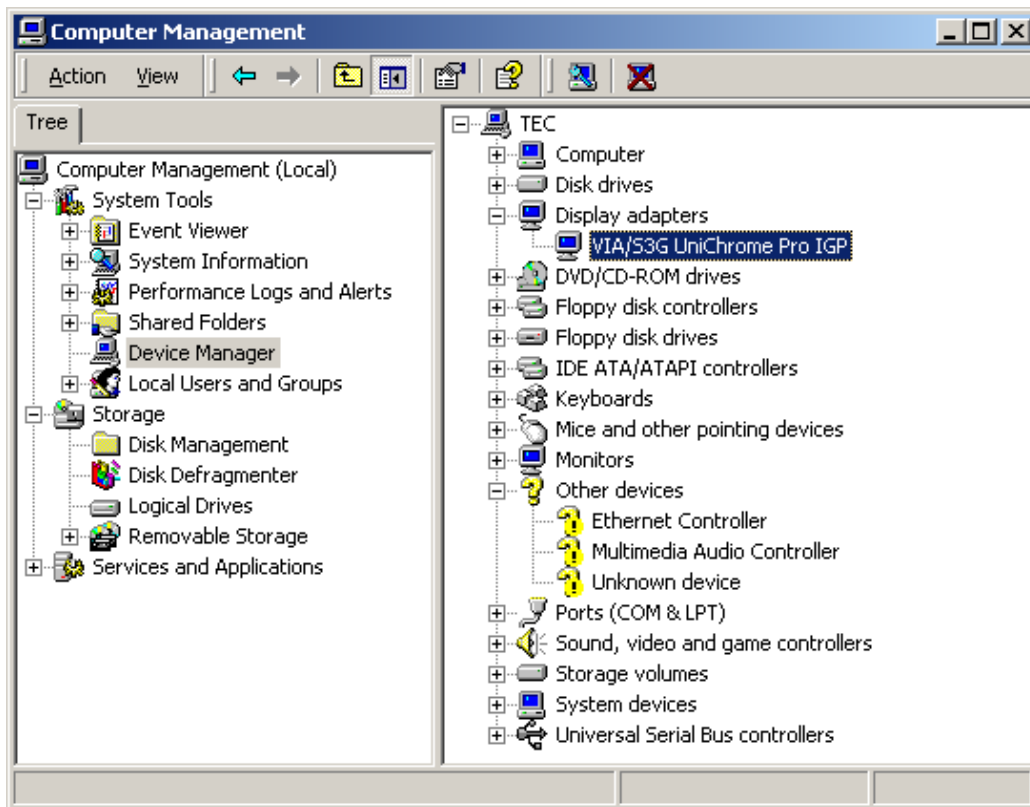 Computer Management
Action View
Tree
Computer Management (Local)
System Tools
Event Viewer
System Information
Performance Logs and Alerts
Shared Folders
Device Manager
Local Users and Groups
Storage
Disk Management
Disk Defragmenter
Logical Drives
Removable Storage
Services and Applications
TEC
Computer
Disk drives
Display adapters
VIA/S3G UniChrome Pro IGP
DVD/CD-ROM drives
Floppy disk controllers
Floppy disk drives
IDE ATA/ATAPI controllers
Keyboards
Mice and other pointing devices
Monitors
Other devices
Ethernet Controller
Multimedia Audio Controller
Unknown device
Ports (COM & LPT)
Sound, video and game controllers
Storage volumes
System devices
Universal Serial Bus controllers